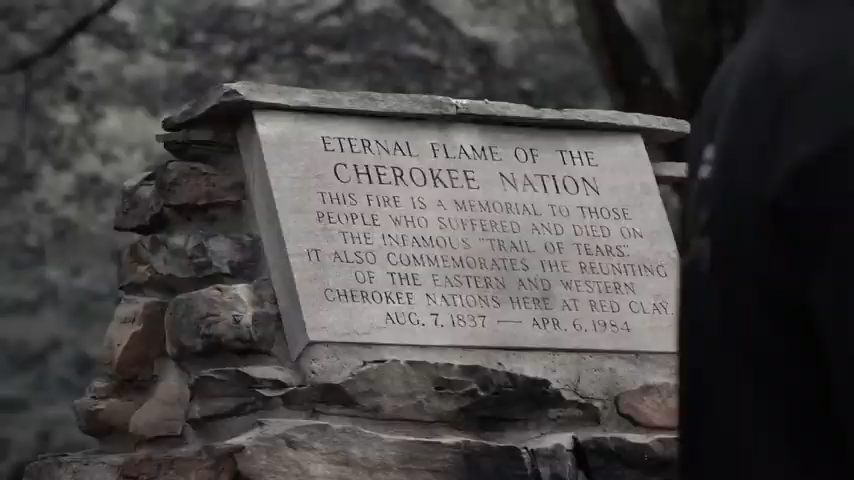 ETERNAL FLAME OF THE
CHEROKEE NATION
THIS FIRE IS A MEMORIAL TO THOSE
PEOPLE WHO SUFFERED AND DIED ON
THE INFAMOUS "TRAIL OF TEARS".
IT ALSO COMMEMORATES THE REUNITING
OF THE EASTERN AND WESTERN
CHEROKEE NATIONS HERE AT RED CLAY.
AUG. 7, 1837 — APR. 6, 1984